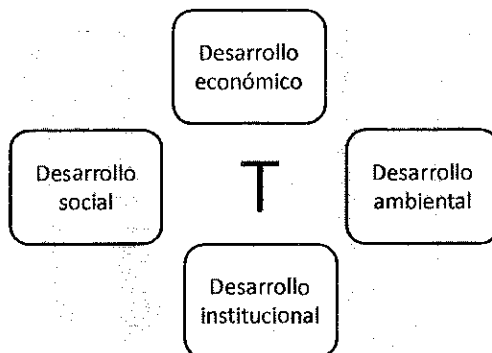 Desarrollo
económico
Desarrollo
social
T
Desarrollo
ambiental
Desarrollo
institucional